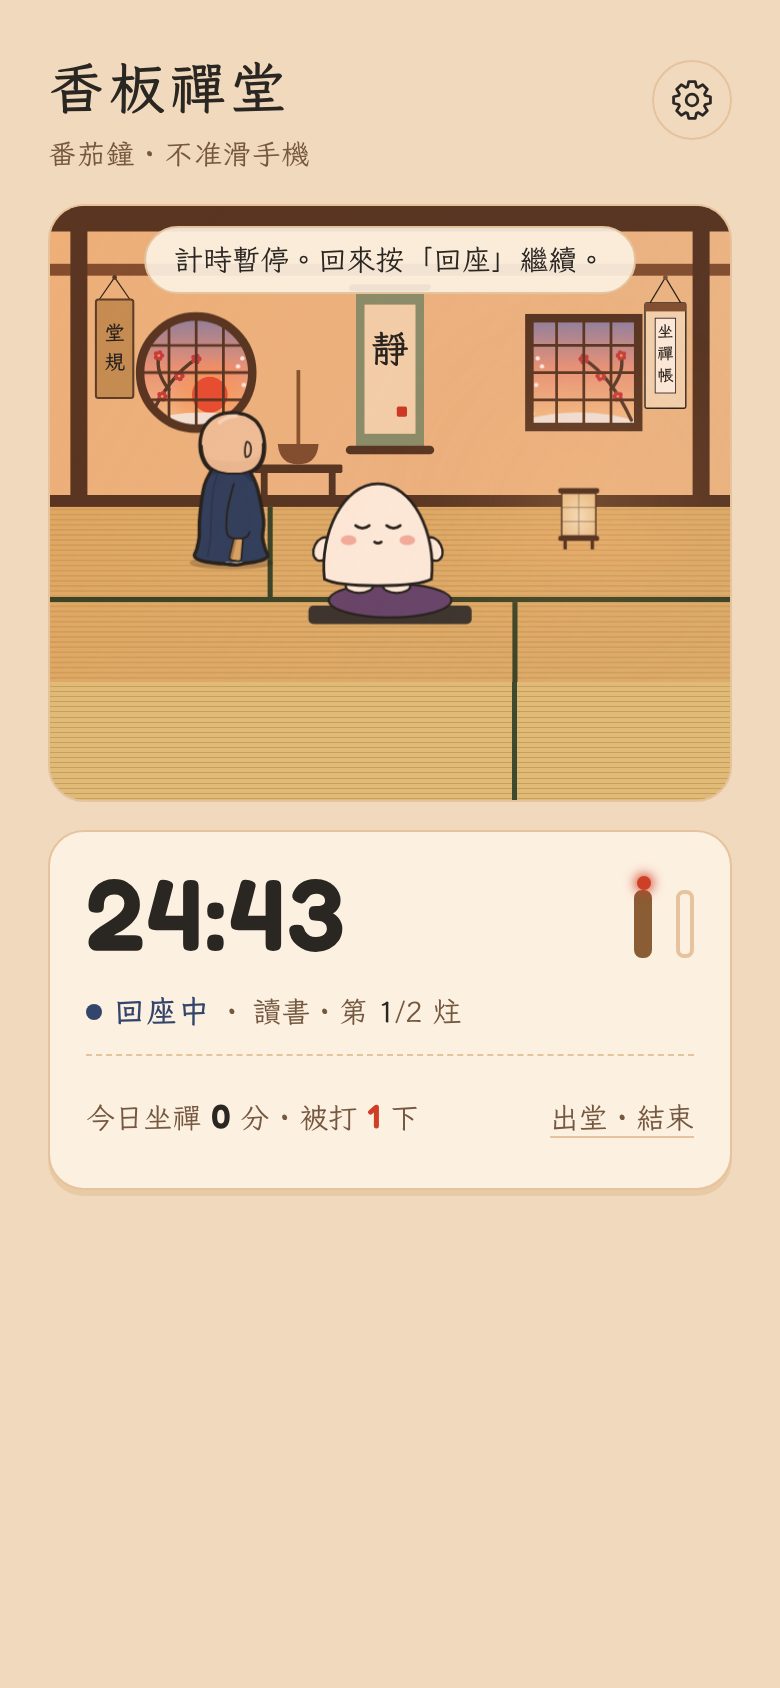 香板禪堂
番茄鐘・不准滑手機
計時暫停。回來按「回座」繼續。
堂規
靜
坐禪帳
24:43
回座中・讀書・第 1/2 炷
今日坐禪 0 分・被打 1 下
出堂・結束